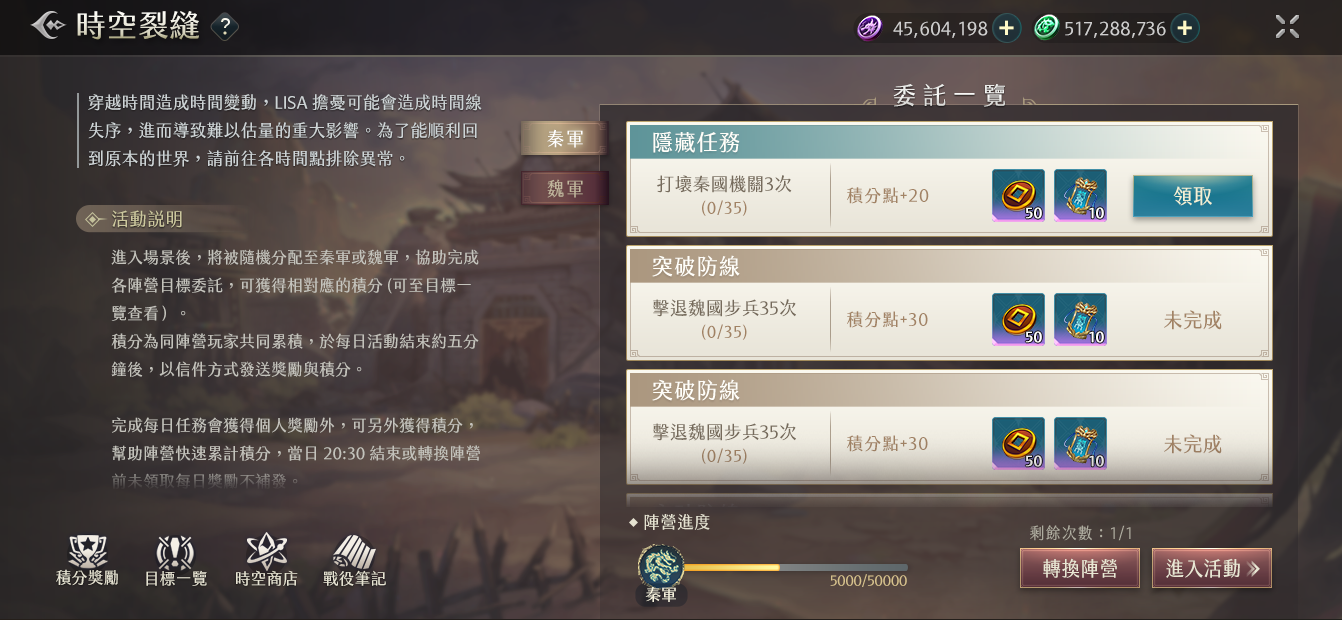 時空裂縫
?
45,604,198
517,288,736
穿越時間造成時間變動，LISA 擔憂可能會造成時間線
失序，進而導致難以估量的重大影響。為了能順利回
到原本的世界，請前往各時間點排除異常。
活動説明
進入場景後，將被隨機分配至秦軍或魏軍，協助完成
各陣營目標委託，可獲得相對應的積分 (可至目標一
覽查看）。
積分為同陣營玩家共同累積，於每日活動結束約五分
鐘後，以信件方式發送獎勵與積分。
完成每日任務會獲得個人獎勵外，可另外獲得積分，
幫助陣營快速累計積分，當日 20:30 結束或轉換陣營
前未領取每日獎勵不補發。
積分獎勵
目標一覽
時空商店
戰役筆記
秦軍
魏軍
委託一覽
隱藏任務
打壞秦國機關3次
(0/35)
積分點+20
50
10
領取
突破防線
擊退魏國步兵35次
(0/35)
積分點+30
50
10
未完成
突破防線
擊退魏國步兵35次
(0/35)
積分點+30
50
10
未完成
陣營進度
秦軍
5000/50000
剩餘次數：1/1
轉換陣營
進入活動